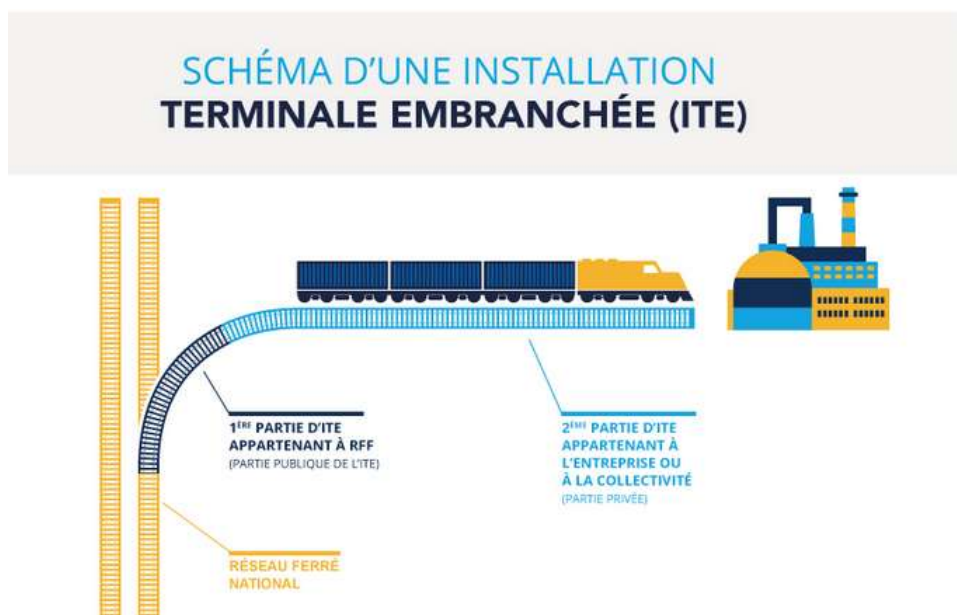 SCHÉMA D'UNE INSTALLATION
TERMINALE EMBRANCHÉE (ITE)
1ÈRE PARTIE D'ITE
APPARTENANT À RFF
(PARTIE PUBLIQUE DE L'ITE)
2ÈME PARTIE D'ITE
APPARTENANT À
L'ENTREPRISE OU
À LA COLLECTIVITÉ
(PARTIE PRIVÉE)
RÉSEAU FERRÉ
NATIONAL